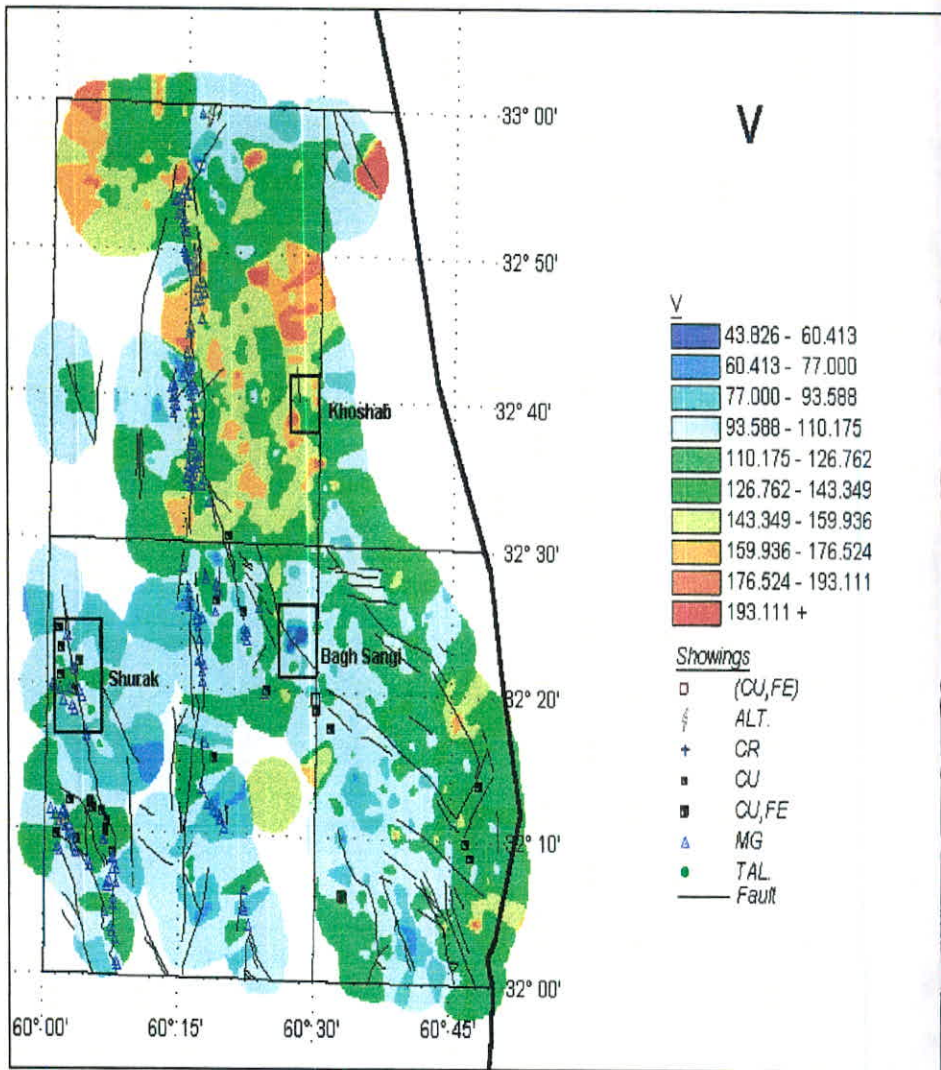 V
33° 00'
32° 50'
32° 40'
32° 30'
32° 20'
32° 10'
32° 00'
60° 00'
60° 15'
60° 30'
60° 45'
Khoshab
Bagh Sangi
Shurak
V
43.826 - 60.413
60.413 - 77.000
77.000 - 93.588
93.588 - 110.175
110.175 - 126.762
126.762 - 143.349
143.349 - 159.936
159.936 - 176.524
176.524 - 193.111
193.111 +
Showings
(CU,FE)
ALT.
CR
CU
CU,FE
MG
TAL.
Fault